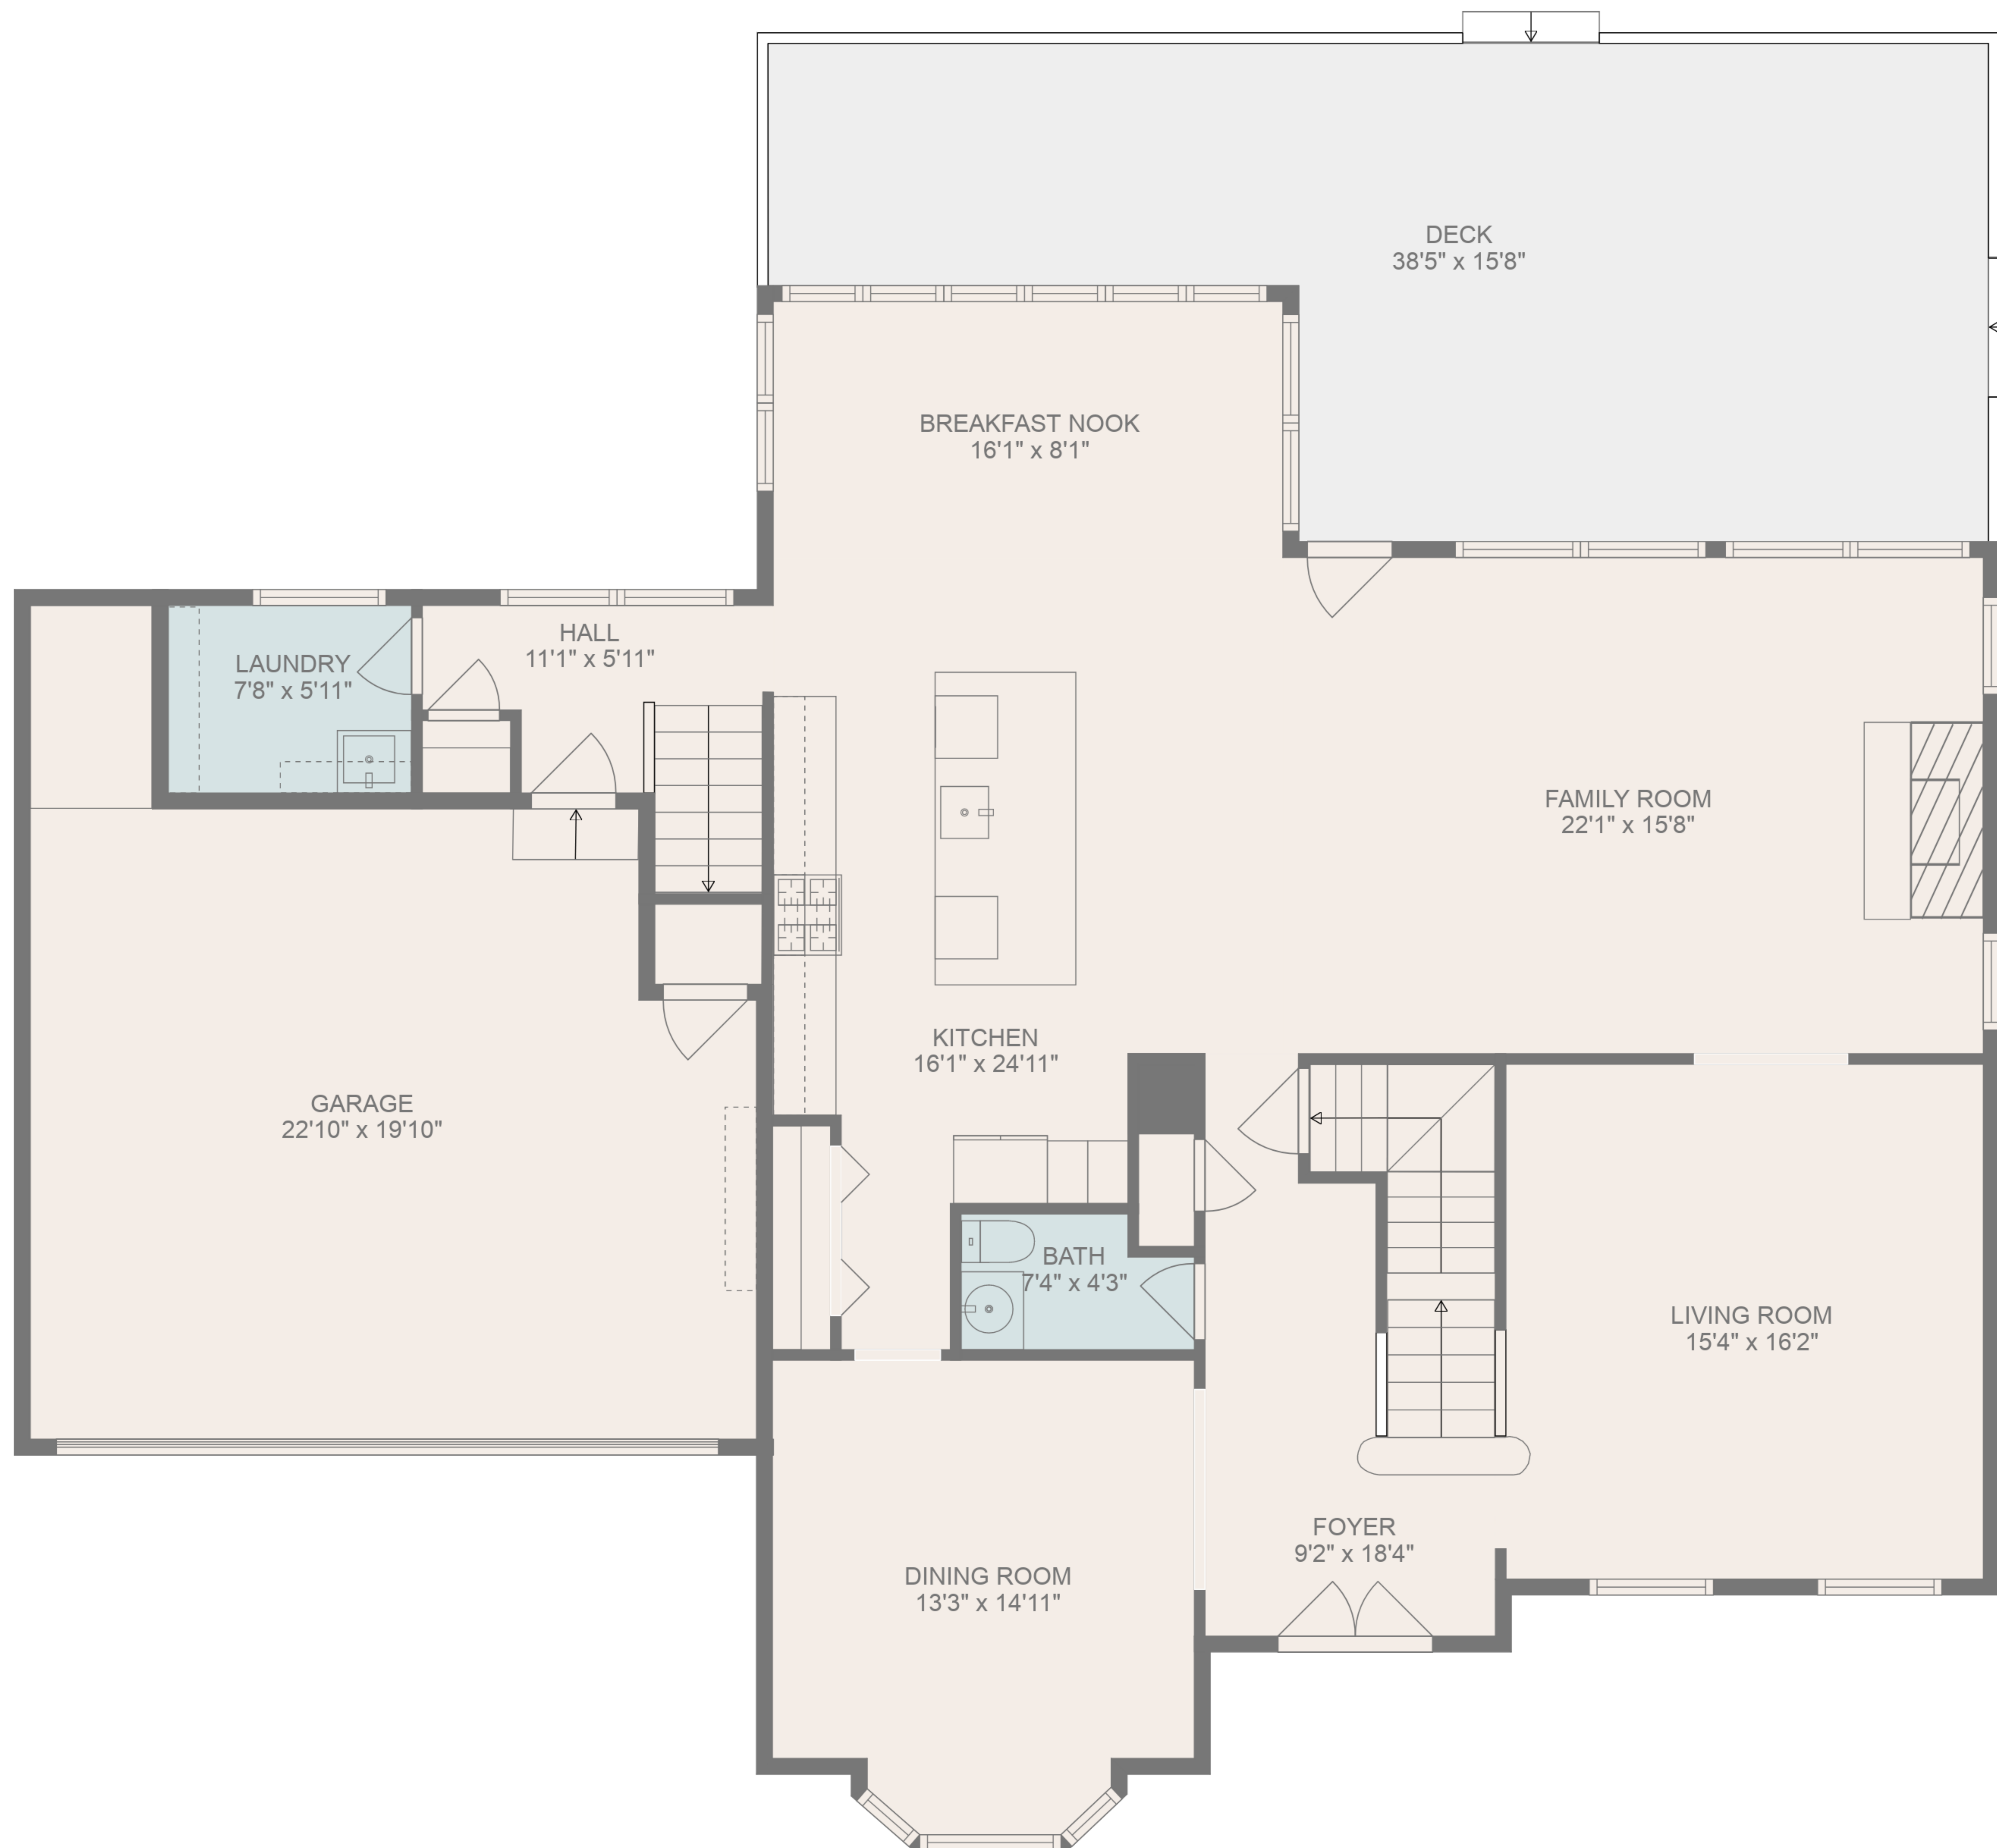 DECK
38'5" x 15'8"
BREAKFAST NOOK
16'1" x 8'1"
HALL
11'1" x 5'11"
LAUNDRY
7'8" x 5'11"
FAMILY ROOM
22'1" x 15'8"
KITCHEN
16'1" x 24'11"
GARAGE
22'10" x 19'10"
BATH
7'4" x 4'3"
LIVING ROOM
15'4" x 16'2"
FOYER
9'2" x 18'4"
DINING ROOM
13'3" x 14'11"